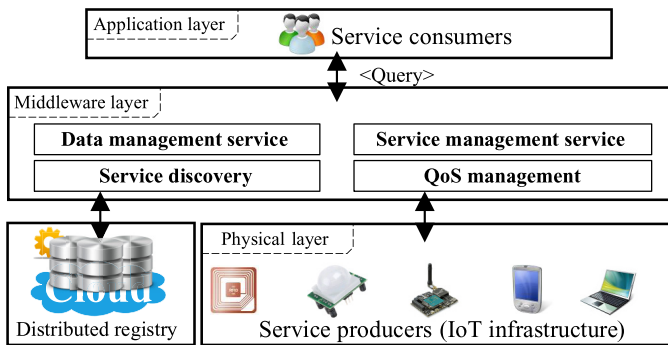 Application layer
Service consumers
<Query>
Middleware layer
Data management service
Service management service
Service discovery
QoS management
Physical layer
Cloud
Distributed registry
Service producers (IoT infrastructure)